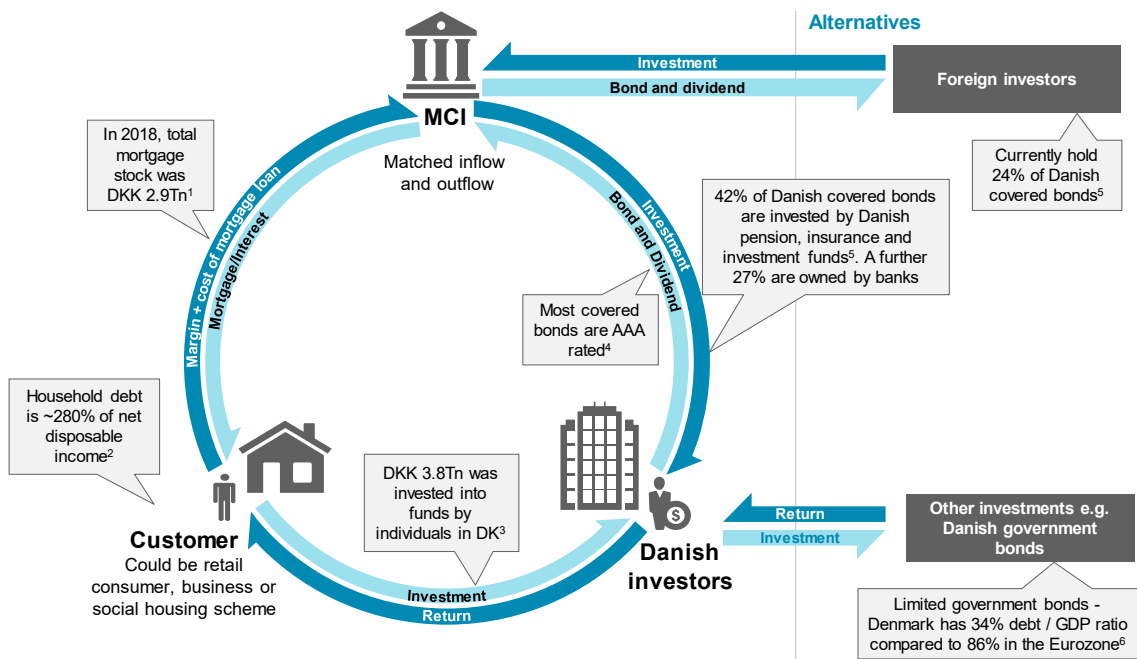 Alternatives
Investment
Bond and dividend
Foreign investors
MCI
Matched inflow
and outflow
In 2018, total
mortgage
stock was
DKK 2.9Tn1
Currently hold
24% of Danish
covered bonds5
Margin + cost of mortgage loan
Mortgage/Interest
Bond and Dividend
Investment
42% of Danish covered bonds
are invested by Danish
pension, insurance and
investment funds5. A further
27% are owned by banks
Most covered
bonds are AAA
rated4
Household debt
is ~280% of net
disposable
income2
DKK 3.8Tn was
invested into
funds by
individuals in DK3
$
Customer
Could be retail
consumer, business or
social housing scheme
Investment
Return
Danish
investors
Return
Investment
Other investments e.g.
Danish government
bonds
Limited government bonds -
Denmark has 34% debt / GDP ratio
compared to 86% in the Eurozone6